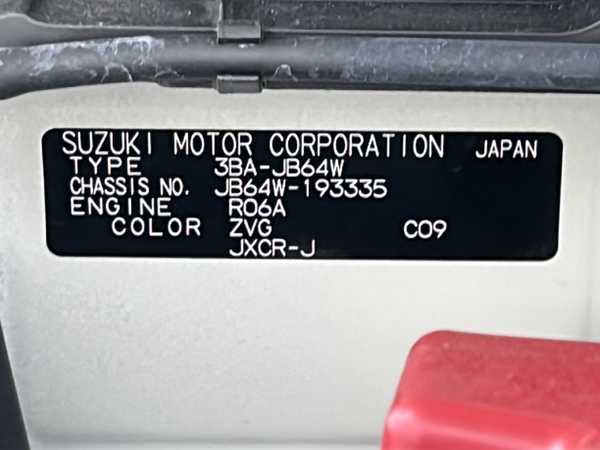 SUZUKI MOTOR CORPORATION JAPAN
TYPE 3BA-JB64W
CHASSIS NO. JB64W-193335
ENGINE R06A
COLOR ZVG C09
JXCR-J